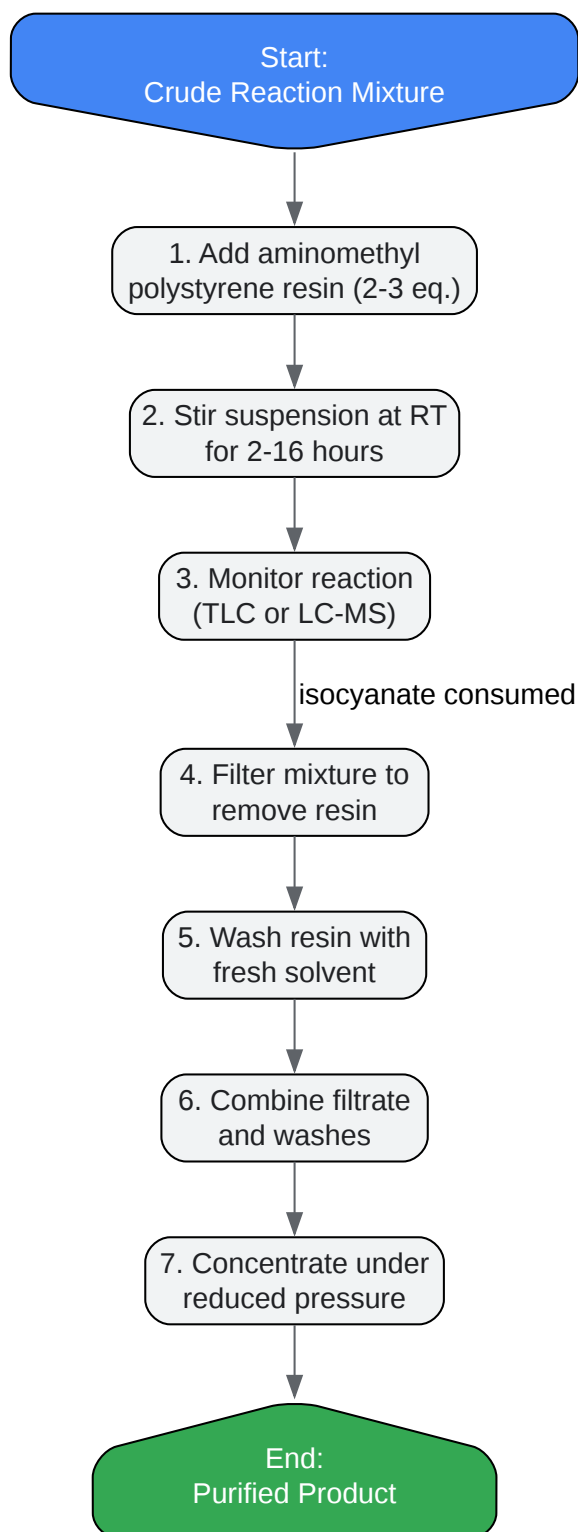 Start:
Crude Reaction Mixture
1. Add aminomethyl
polystyrene resin (2-3 eq.)
2. Stir suspension at RT
for 2-16 hours
3. Monitor reaction
(TLC or LC-MS)
isocyanate consumed
4. Filter mixture to
remove resin
5. Wash resin with
fresh solvent
6. Combine filtrate
and washes
7. Concentrate under
reduced pressure
End:
Purified Product